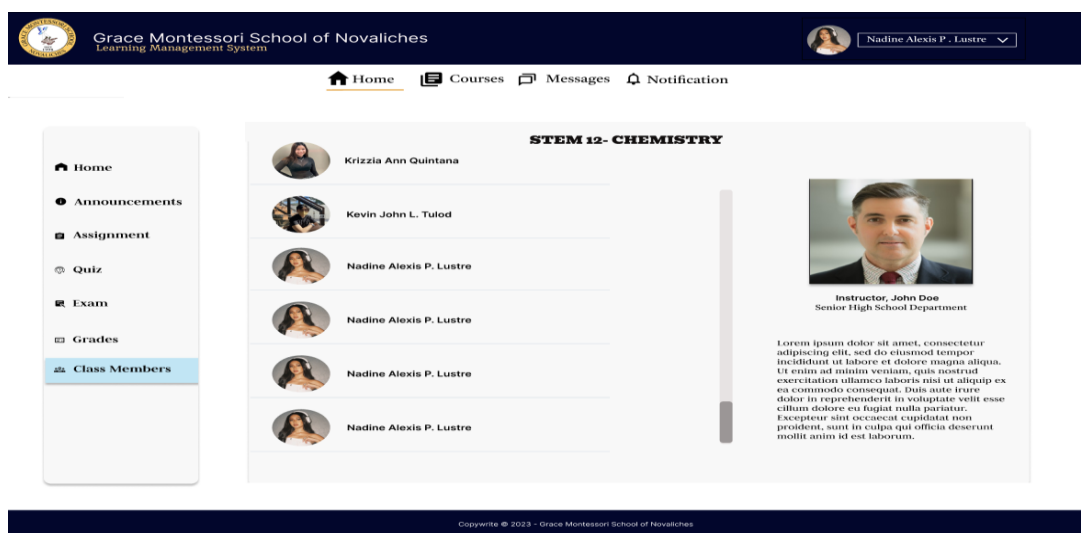 Grace Montessori School of Novaliches
Learning Management System
Nadine Alexis P . Lustre
Home
Courses
Messages
Notification
Home
Announcements
Assignment
Quiz
Exam
Grades
Class Members
STEM 12- CHEMISTRY
Krizzia Ann Quintana
Kevin John L. Tulod
Nadine Alexis P. Lustre
Nadine Alexis P. Lustre
Nadine Alexis P. Lustre
Nadine Alexis P. Lustre
Instructor, John Doe
Senior High School Department
Lorem ipsum dolor sit amet, consectetur
adipiscing elit, sed do eiusmod tempor
incididunt ut labore et dolore magna aliqua.
Ut enim ad minim veniam, quis nostrud
exercitation ullamco laboris nisi ut aliquip ex
ea commodo consequat. Duis aute irure
dolor in reprehenderit in voluptate velit esse
cillum dolore eu fugiat nulla pariatur.
Excepteur sint occaecat cupidatat non
proident, sunt in culpa qui officia deserunt
mollit anim id est laborum.
Copywrite © 2023 - Grace Montessori School of Novaliches